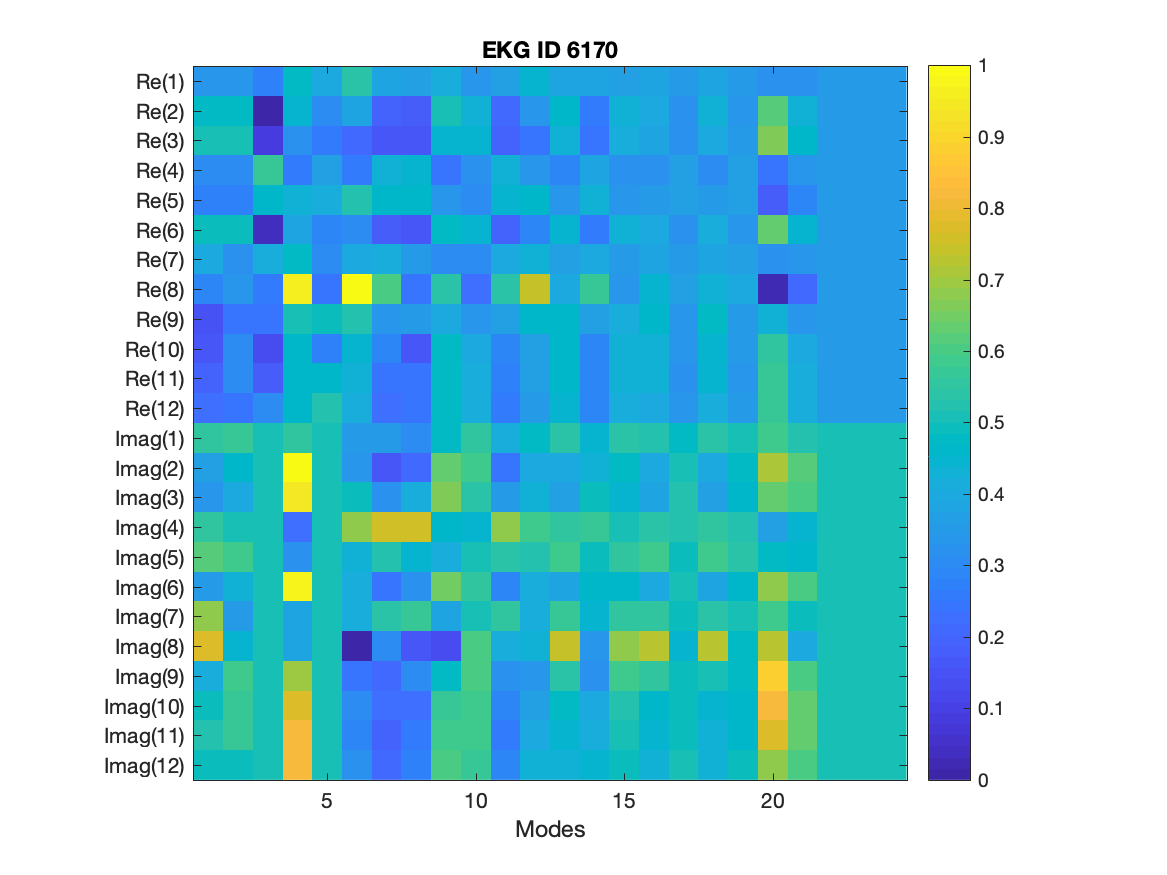 EKG ID 6170
Re(1)
Re(2)
Re(3)
Re(4)
Re(5)
Re(6)
Re(7)
Re(8)
Re(9)
Re(10)
Re(11)
Re(12)
Imag(1)
Imag(2)
Imag(3)
Imag(4)
Imag(5)
Imag(6)
Imag(7)
Imag(8)
Imag(9)
Imag(10)
Imag(11)
Imag(12)
5 10 15 20
Modes
1
0.9
0.8
0.7
0.6
0.5
0.4
0.3
0.2
0.1
0